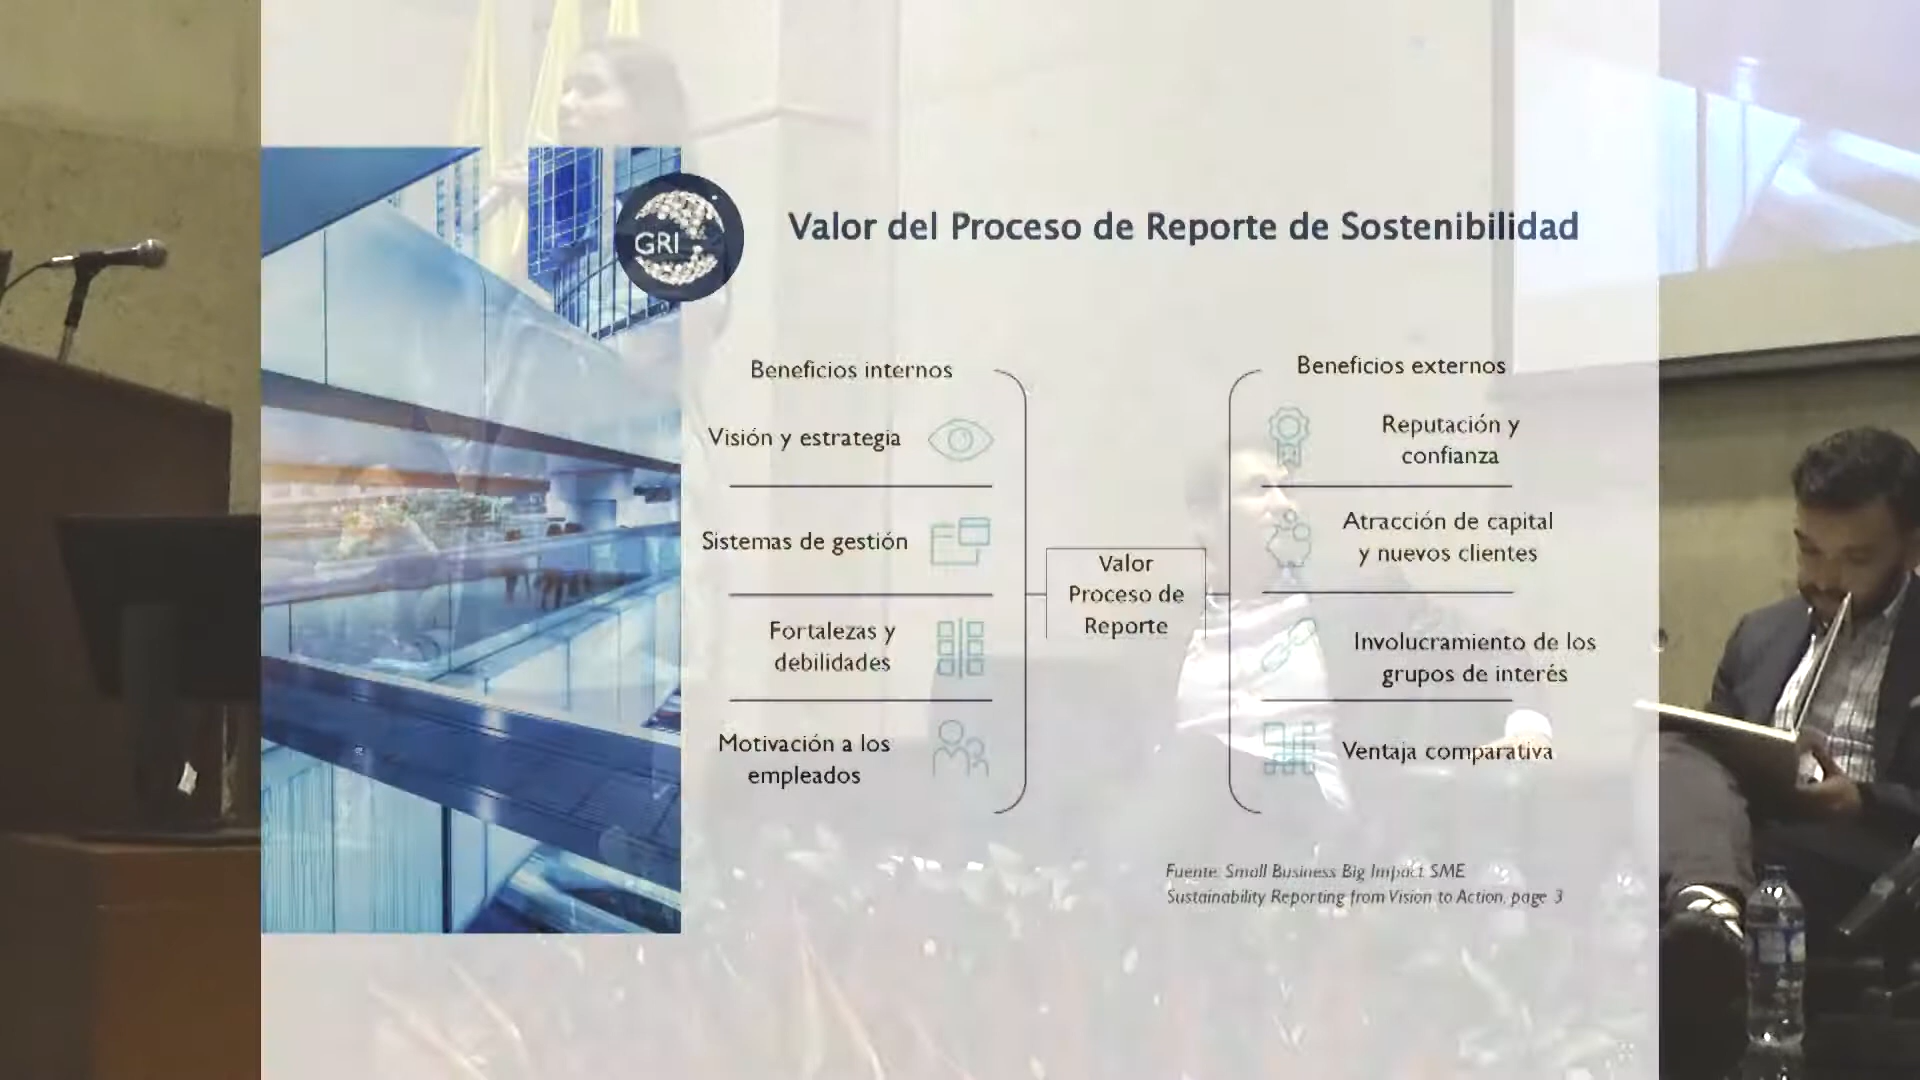 GRI
Valor del Proceso de Reporte de Sostenibilidad
Beneficios internos
Visión y estrategia
Sistemas de gestión
Fortalezas y
debilidades
Motivación a los
empleados
Valor
Proceso de
Reporte
Beneficios externos
Reputación y
confianza
Atracción de capital
y nuevos clientes
Involucramiento de los
grupos de interés
Ventaja comparativa
Fuente: Small Business Big Impact SME
Sustainability Reporting from Vision to Action, page 3